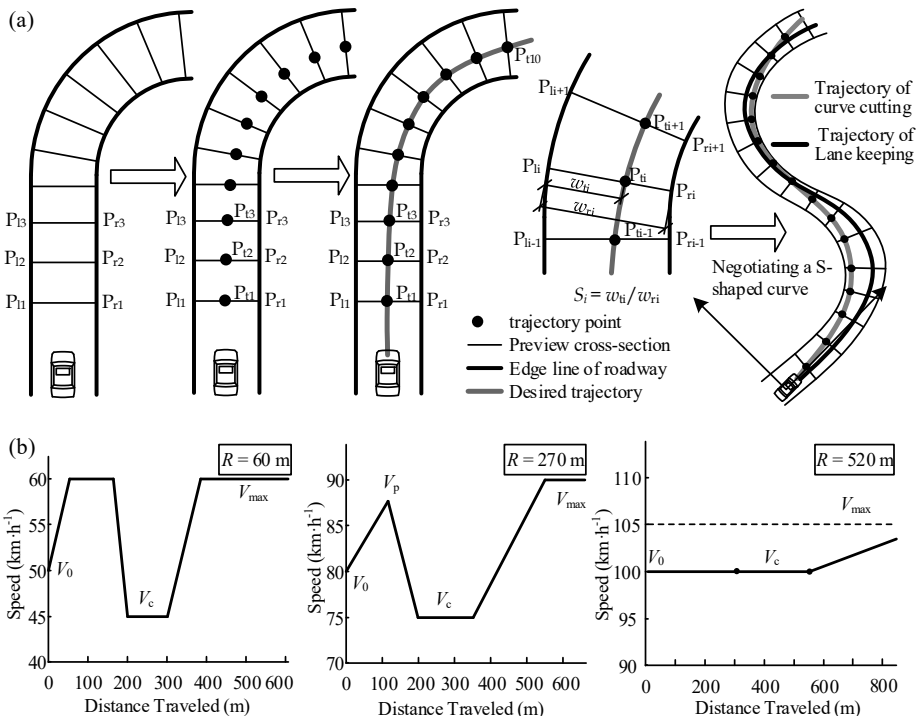 (a)
P_l3 P_r3
P_l2 P_r2
P_l1 P_r1
P_l3 P_t3 P_r3
P_l2 P_t2 P_r2
P_l1 P_t1 P_r1
P_t10
P_l3 P_t3 P_r3
P_l2 P_t2 P_r2
P_l1 P_t1 P_r1
P_li+1
P_ti+1
P_ri+1
P_li
P_ti
w_ti
P_ri
w_ri
P_li-1
P_ti-1
P_ri-1
S_i = w_ti/w_ri
trajectory point
Preview cross-section
Edge line of roadway
Desired trajectory
Trajectory of
curve cutting
Trajectory of
Lane keeping
Negotiating a S-
shaped curve
(b)
R = 60 m
Speed (km·h⁻¹)
60
55
50
45
40
V_0
V_c
V_max
0 100 200 300 400 500 600
Distance Traveled (m)
R = 270 m
Speed (km·h⁻¹)
90
85
80
75
70
V_0
V_p
V_c
V_max
0 100 200 300 400 500 600
Distance Traveled (m)
R = 520 m
Speed (km·h⁻¹)
110
105
100
95
90
V_0
V_c
V_max
0 200 400 600 800
Distance Traveled (m)